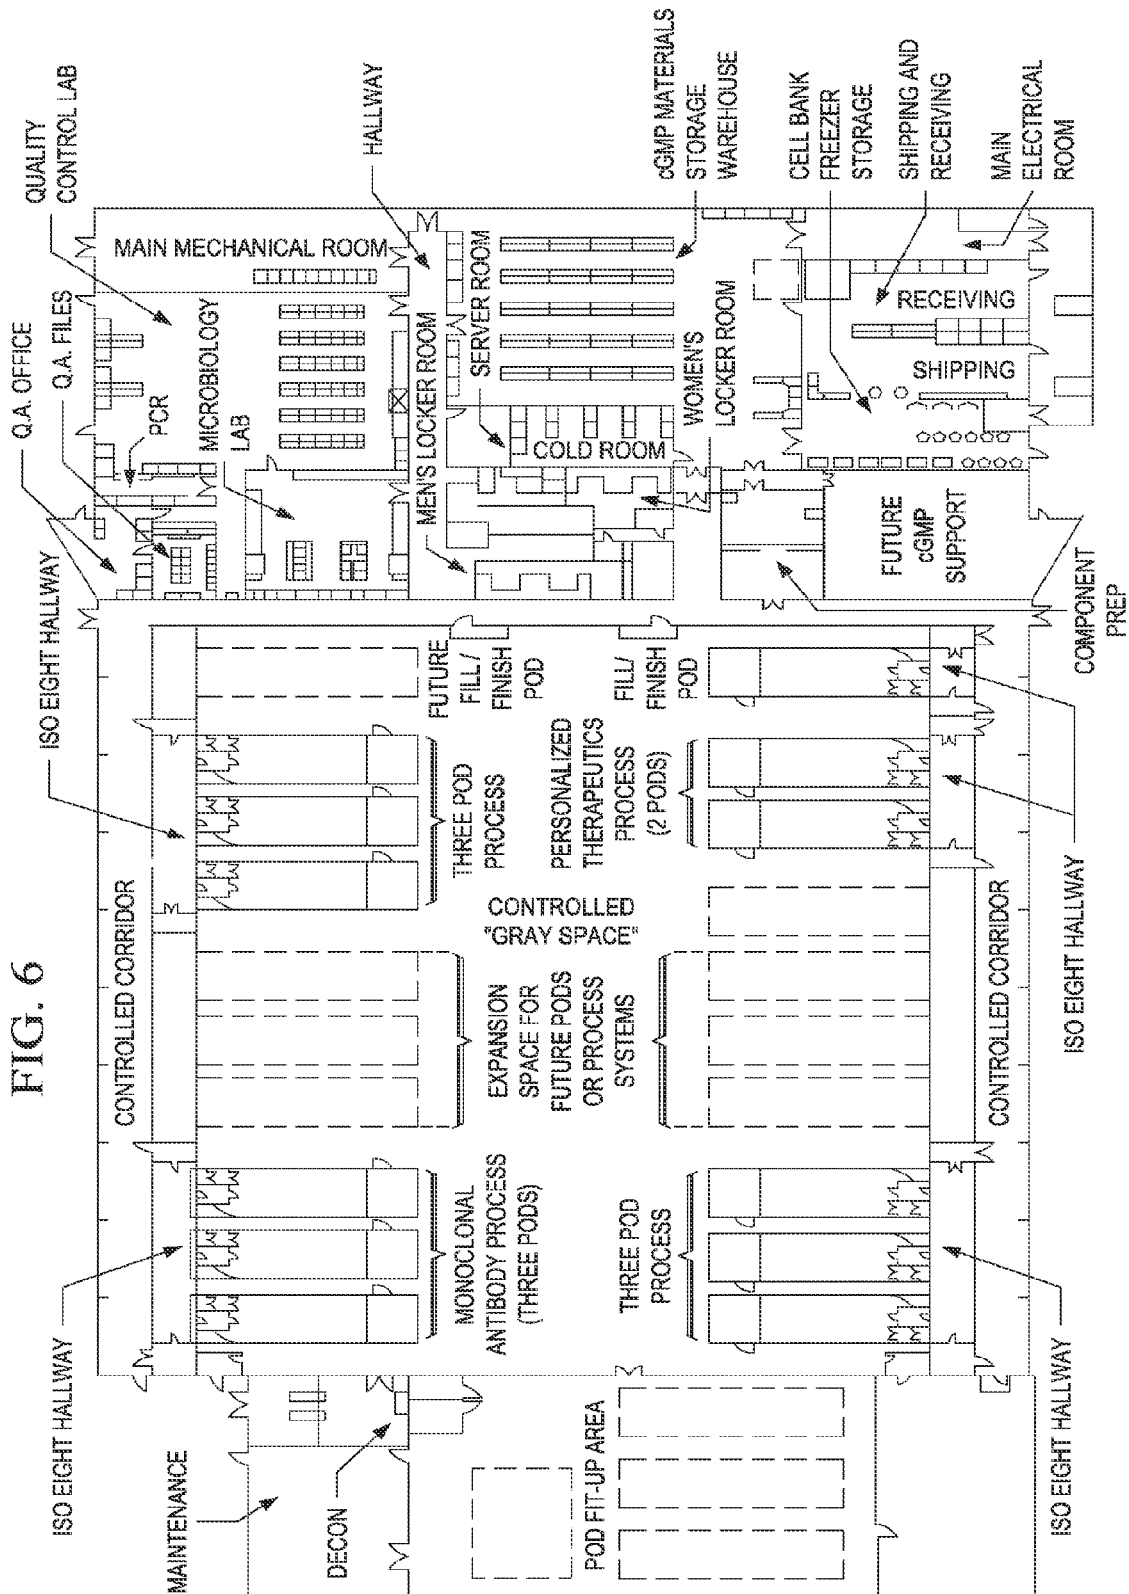 FIG. 6
ISO EIGHT HALLWAY
ISO EIGHT HALLWAY
Q.A. OFFICE
Q.A. FILES
QUALITY
CONTROL LAB
PCR
MICROBIOLOGY
LAB
MAIN MECHANICAL ROOM
HALLWAY
MAINTENANCE
DECON
CONTROLLED CORRIDOR
MEN'S LOCKER ROOM
SERVER ROOM
COLD ROOM
cGMP MATERIALS
STORAGE
WAREHOUSE
WOMEN'S
LOCKER ROOM
MONOCLONAL
ANTIBODY PROCESS
(THREE PODS)
EXPANSION
SPACE FOR
FUTURE PODS
OR PROCESS
SYSTEMS
CONTROLLED
"GRAY SPACE"
THREE POD
PROCESS
FUTURE
FILL/
FINISH
POD
PERSONALIZED
THERAPEUTICS
PROCESS
(2 PODS)
FILL/
FINISH
POD
POD FIT-UP AREA
THREE POD
PROCESS
CELL BANK
FREEZER
STORAGE
SHIPPING AND
RECEIVING
MAIN
ELECTRICAL
ROOM
RECEIVING
SHIPPING
FUTURE
cGMP
SUPPORT
COMPONENT
PREP
CONTROLLED CORRIDOR
ISO EIGHT HALLWAY
ISO EIGHT HALLWAY